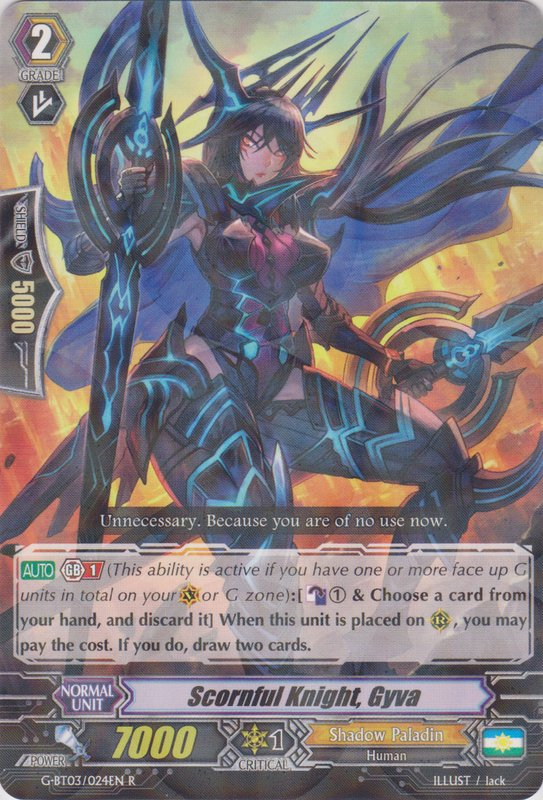 2
GRADE
SHIELD 5000
Unnecessary. Because you are of no use now.
AUTO GB 1 (This ability is active if you have one or more face up G
units in total on your V or G zone):[ 1 & Choose a card from
your hand, and discard it] When this unit is placed on R, you may
pay the cost. If you do, draw two cards.
NORMAL
UNIT
Scornful Knight, Gyva
POWER 7000
1
CRITICAL
Shadow Paladin
Human
G-BT03/024EN R
ILLUST / Jack